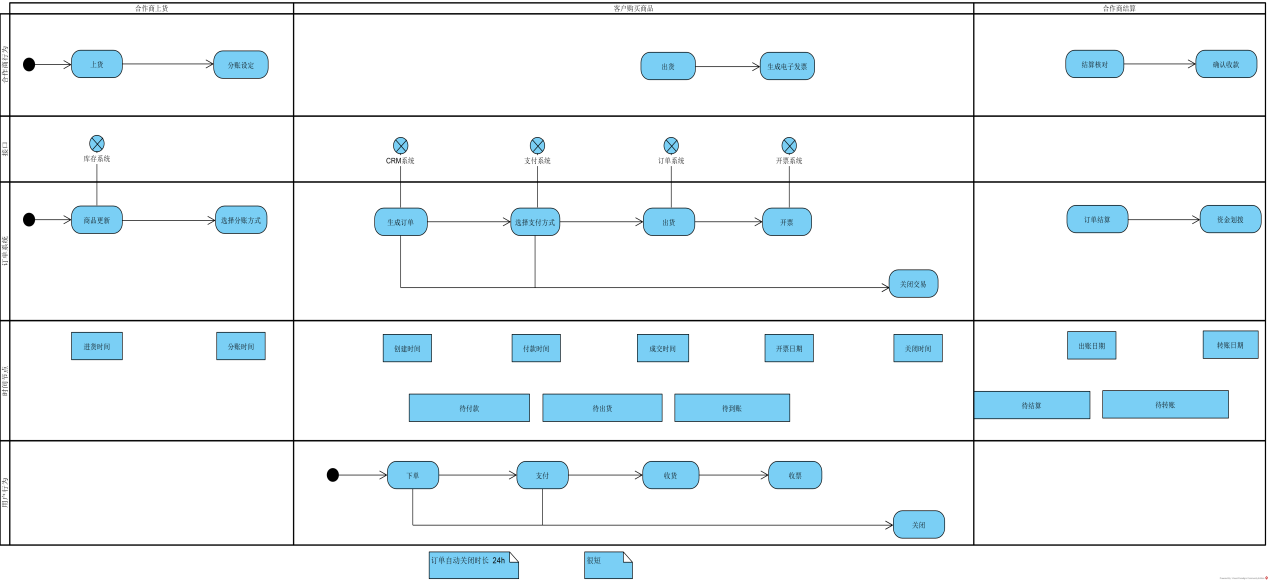 合作商上货
客户购买商品
合作商结算
合作商行为
上货
分账设定
出货
生成电子发票
结算核对
确认收款
接口
库存系统
CRM系统
支付系统
订单系统
开票系统
订单系统
商品更新
选择分账方式
生成订单
选择支付方式
出货
开票
关闭交易
订单结算
资金划拨
时间节点
进货时间
分账时间
创建时间
付款时间
成交时间
开票日期
关闭时间
出账日期
转账日期
待付款
待出货
待到账
待结算
待转账
用户行为
下单
支付
收货
收票
关闭
订单自动关闭时长 24h
很短